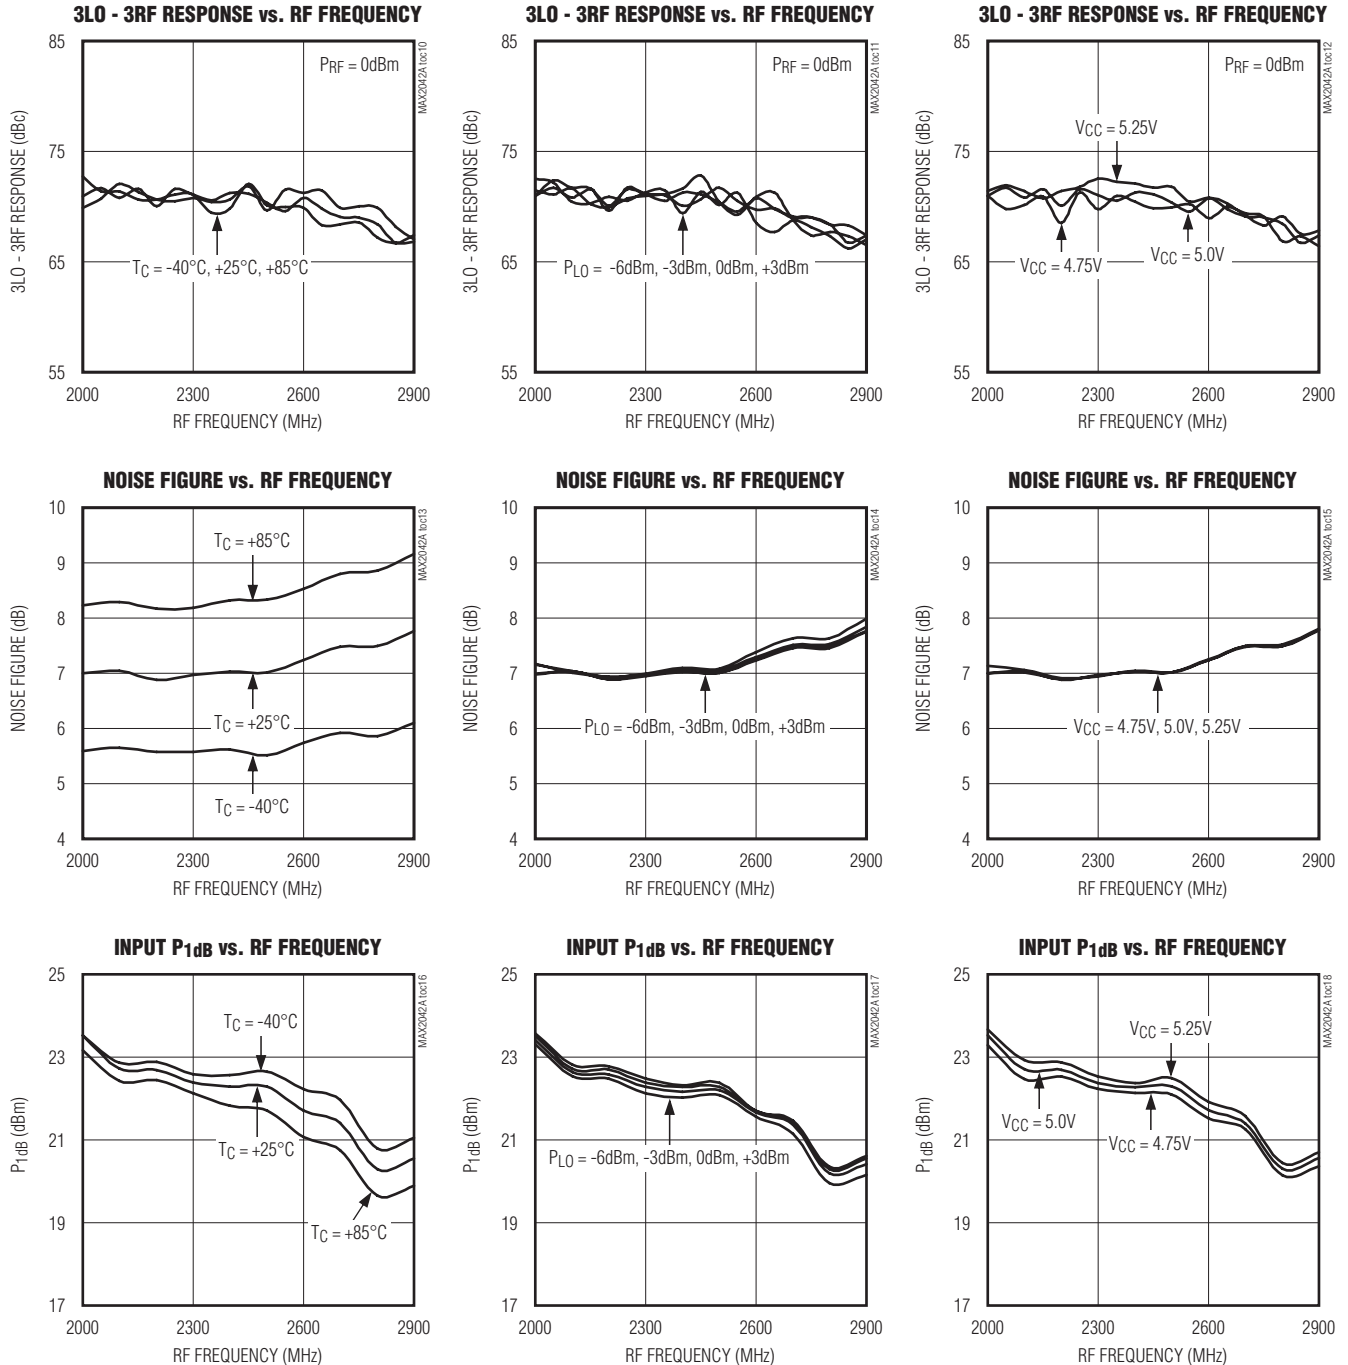 3LO - 3RF RESPONSE vs. RF FREQUENCY
85
75
65
55
3LO - 3RF RESPONSE (dBc)
PRF = 0dBm
MAX2042A toc10
TC = -40°C, +25°C, +85°C
2000 2300 2600 2900
RF FREQUENCY (MHz)
3LO - 3RF RESPONSE vs. RF FREQUENCY
85
75
65
55
3LO - 3RF RESPONSE (dBc)
PRF = 0dBm
MAX2042A toc11
PLO = -6dBm, -3dBm, 0dBm, +3dBm
2000 2300 2600 2900
RF FREQUENCY (MHz)
3LO - 3RF RESPONSE vs. RF FREQUENCY
85
75
65
55
3LO - 3RF RESPONSE (dBc)
PRF = 0dBm
MAX2042A toc12
VCC = 5.25V
VCC = 4.75V
VCC = 5.0V
2000 2300 2600 2900
RF FREQUENCY (MHz)
NOISE FIGURE vs. RF FREQUENCY
10
9
8
7
6
5
4
NOISE FIGURE (dB)
MAX2042A toc13
TC = +85°C
TC = +25°C
TC = -40°C
2000 2300 2600 2900
RF FREQUENCY (MHz)
NOISE FIGURE vs. RF FREQUENCY
10
9
8
7
6
5
4
NOISE FIGURE (dB)
MAX2042A toc14
PLO = -6dBm, -3dBm, 0dBm, +3dBm
2000 2300 2600 2900
RF FREQUENCY (MHz)
NOISE FIGURE vs. RF FREQUENCY
10
9
8
7
6
5
4
NOISE FIGURE (dB)
MAX2042A toc15
VCC = 4.75V, 5.0V, 5.25V
2000 2300 2600 2900
RF FREQUENCY (MHz)
INPUT P1dB vs. RF FREQUENCY
25
23
21
19
17
P1dB (dBm)
MAX2042A toc16
TC = -40°C
TC = +25°C
TC = +85°C
2000 2300 2600 2900
RF FREQUENCY (MHz)
INPUT P1dB vs. RF FREQUENCY
25
23
21
19
17
P1dB (dBm)
MAX2042A toc17
PLO = -6dBm, -3dBm, 0dBm, +3dBm
2000 2300 2600 2900
RF FREQUENCY (MHz)
INPUT P1dB vs. RF FREQUENCY
25
23
21
19
17
P1dB (dBm)
MAX2042A toc18
VCC = 5.25V
VCC = 5.0V
VCC = 4.75V
2000 2300 2600 2900
RF FREQUENCY (MHz)